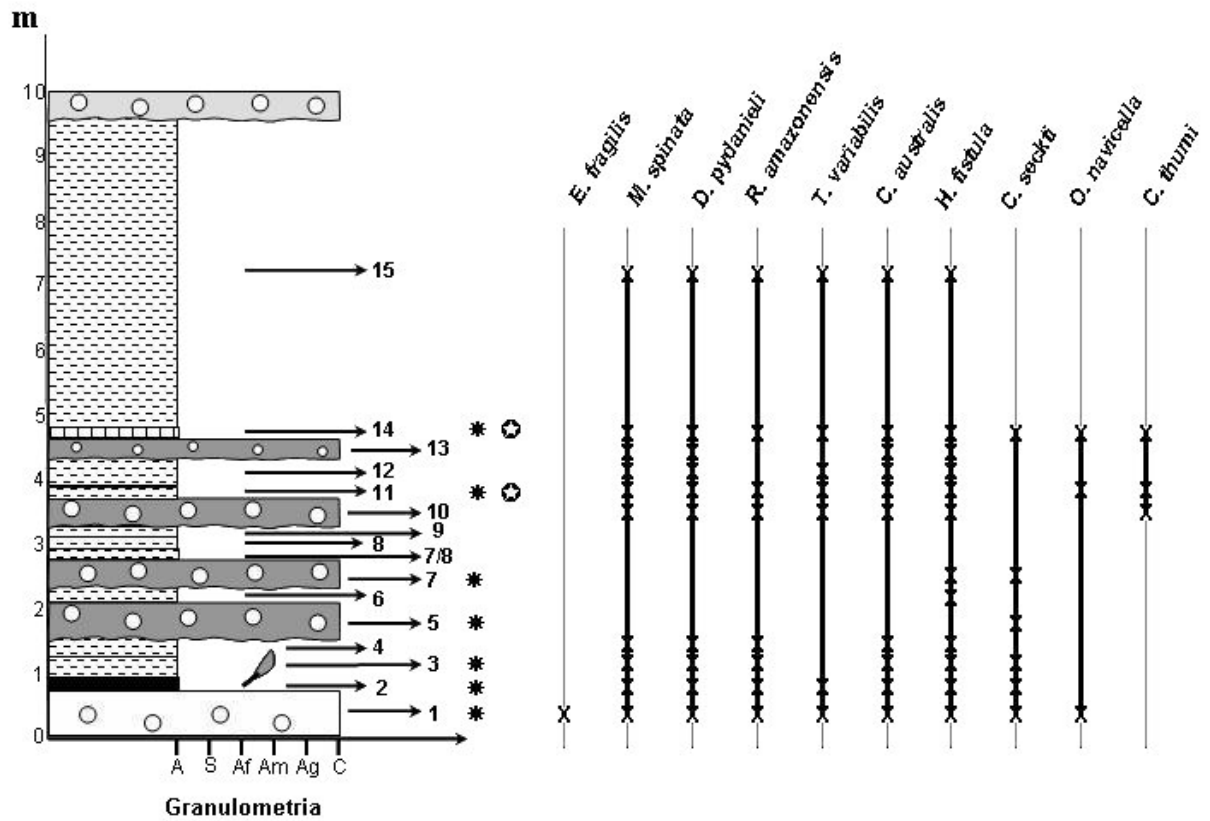 m
E. fragilis
M. spinata
D. pydanieli
R. amazonensis
T. variabilis
C. australis
H. fistula
C. seckti
O. navicella
C. thumi
10
9
8
7
15
6
5
14
13
4
12
11
10
9
3
8
7/8
7
6
2
5
4
1
3
2
1
0
A S Af Am Ag C
Granulometria